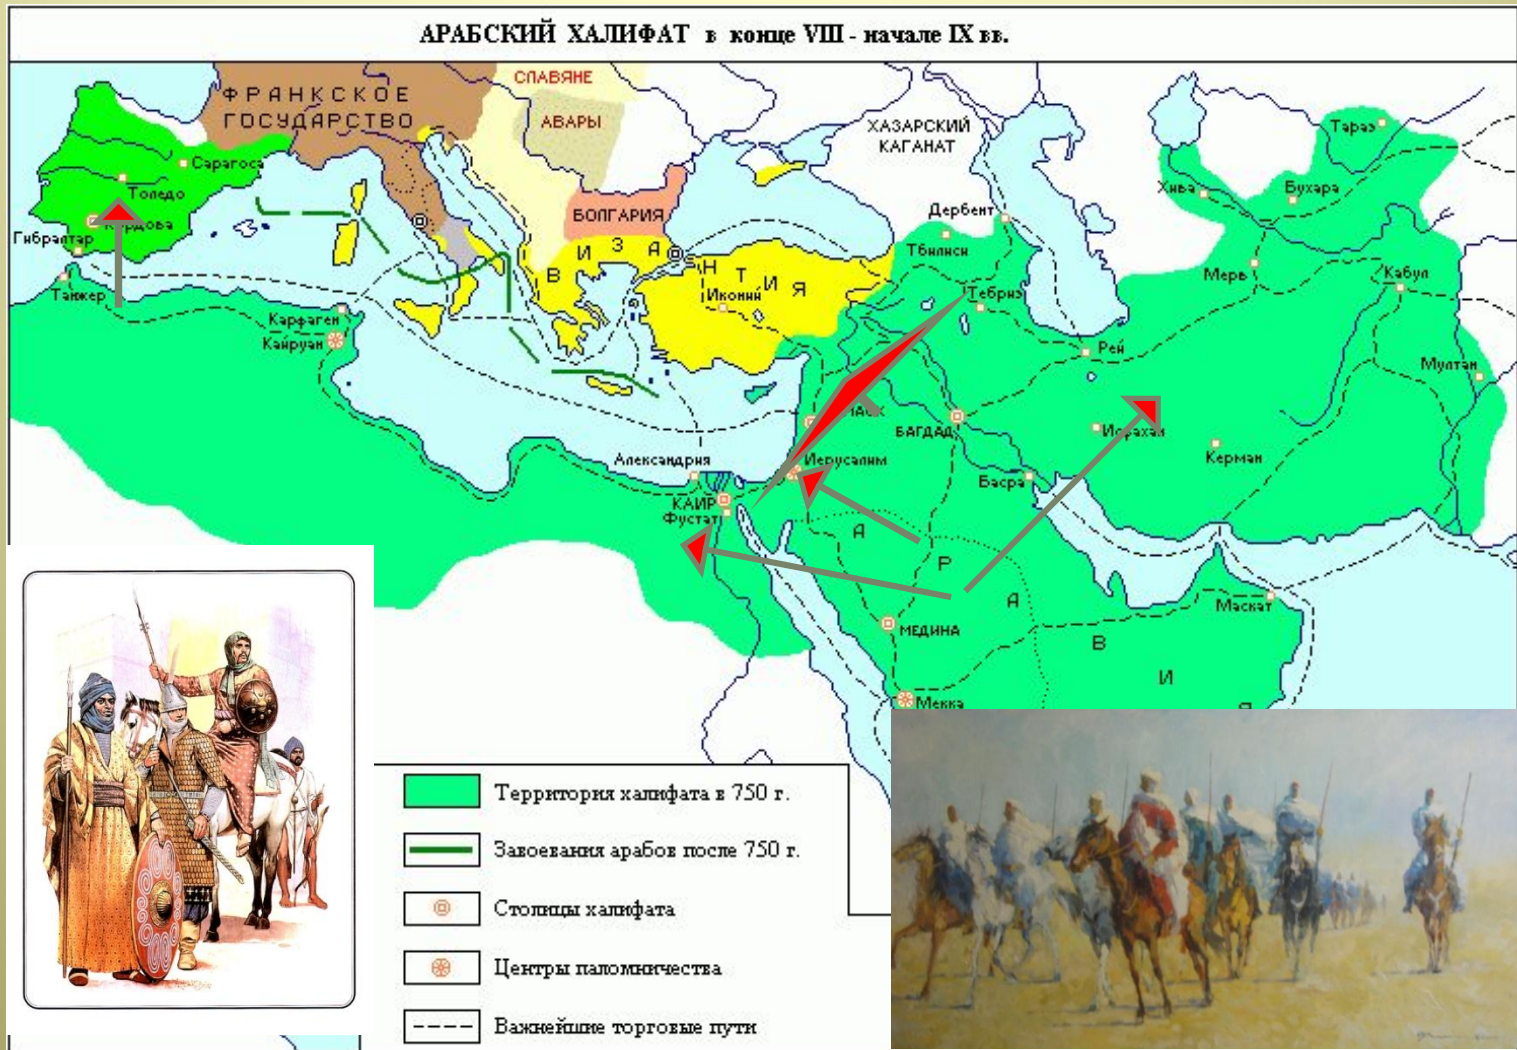 АРАБСКИЙ ХАЛИФАТ в конце VIII - начале IX вв.
СЛАВЯНЕ
ФРАНКСКОЕ
ГОСУДАРСТВО
АВАРЫ
ХАЗАРСКИЙ
КАГАНАТ
Тараз
Сарагоса
Толедо
Хива
Бухара
БОЛГАРИЯ
Дербент
Гибралтар
Тбилиси
ВИЗАНТИЯ
Мерв
Кабул
Танжер
Иконий
Тебриз
Карфаген
Кайруан
Рей
Мултан
БАГДАД
Исфахан
Александрия
Иерусалим
Керман
Басра
КАИР
Фустат
МЕДИНА
Маскат
АРАВИЯ
Мекка
Территория халифата в 750 г.
Завоевания арабов после 750 г.
Столицы халифата
Центры паломничества
Важнейшие торговые пути